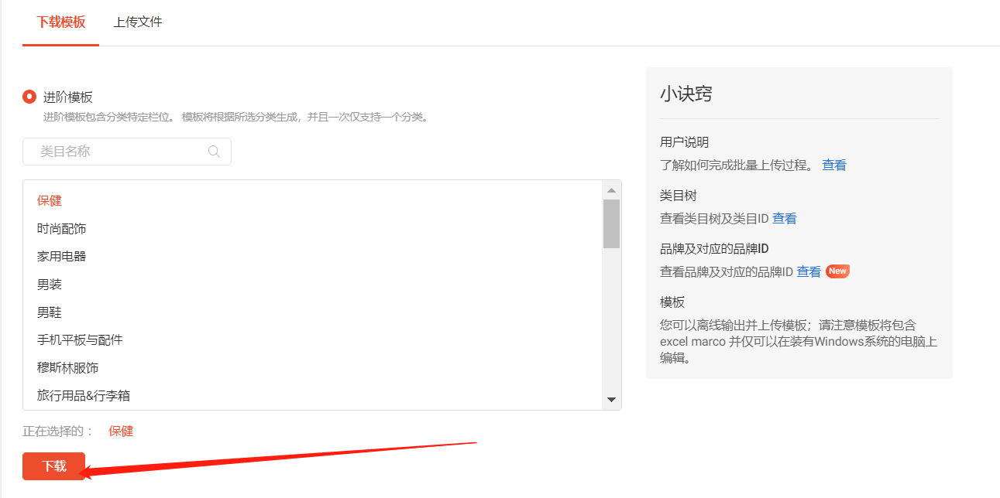 下载模板
上传文件
进阶模板
进阶模板包含分类特定栏位。 模板将根据所选分类生成，并且一次仅支持一个分类。
类目名称
保健
时尚配饰
家用电器
男装
男鞋
手机平板与配件
穆斯林服饰
旅行用品&行李箱
正在选择的： 保健
下载
小诀窍
用户说明
了解如何完成批量上传过程。 查看
类目树
查看类目树及类目ID 查看
品牌及对应的品牌ID
查看品牌及对应的品牌ID 查看 New
模板
您可以离线输出并上传模板；请注意模板将包含
excel marco 并仅可以在装有Windows系统的电脑上
编辑。